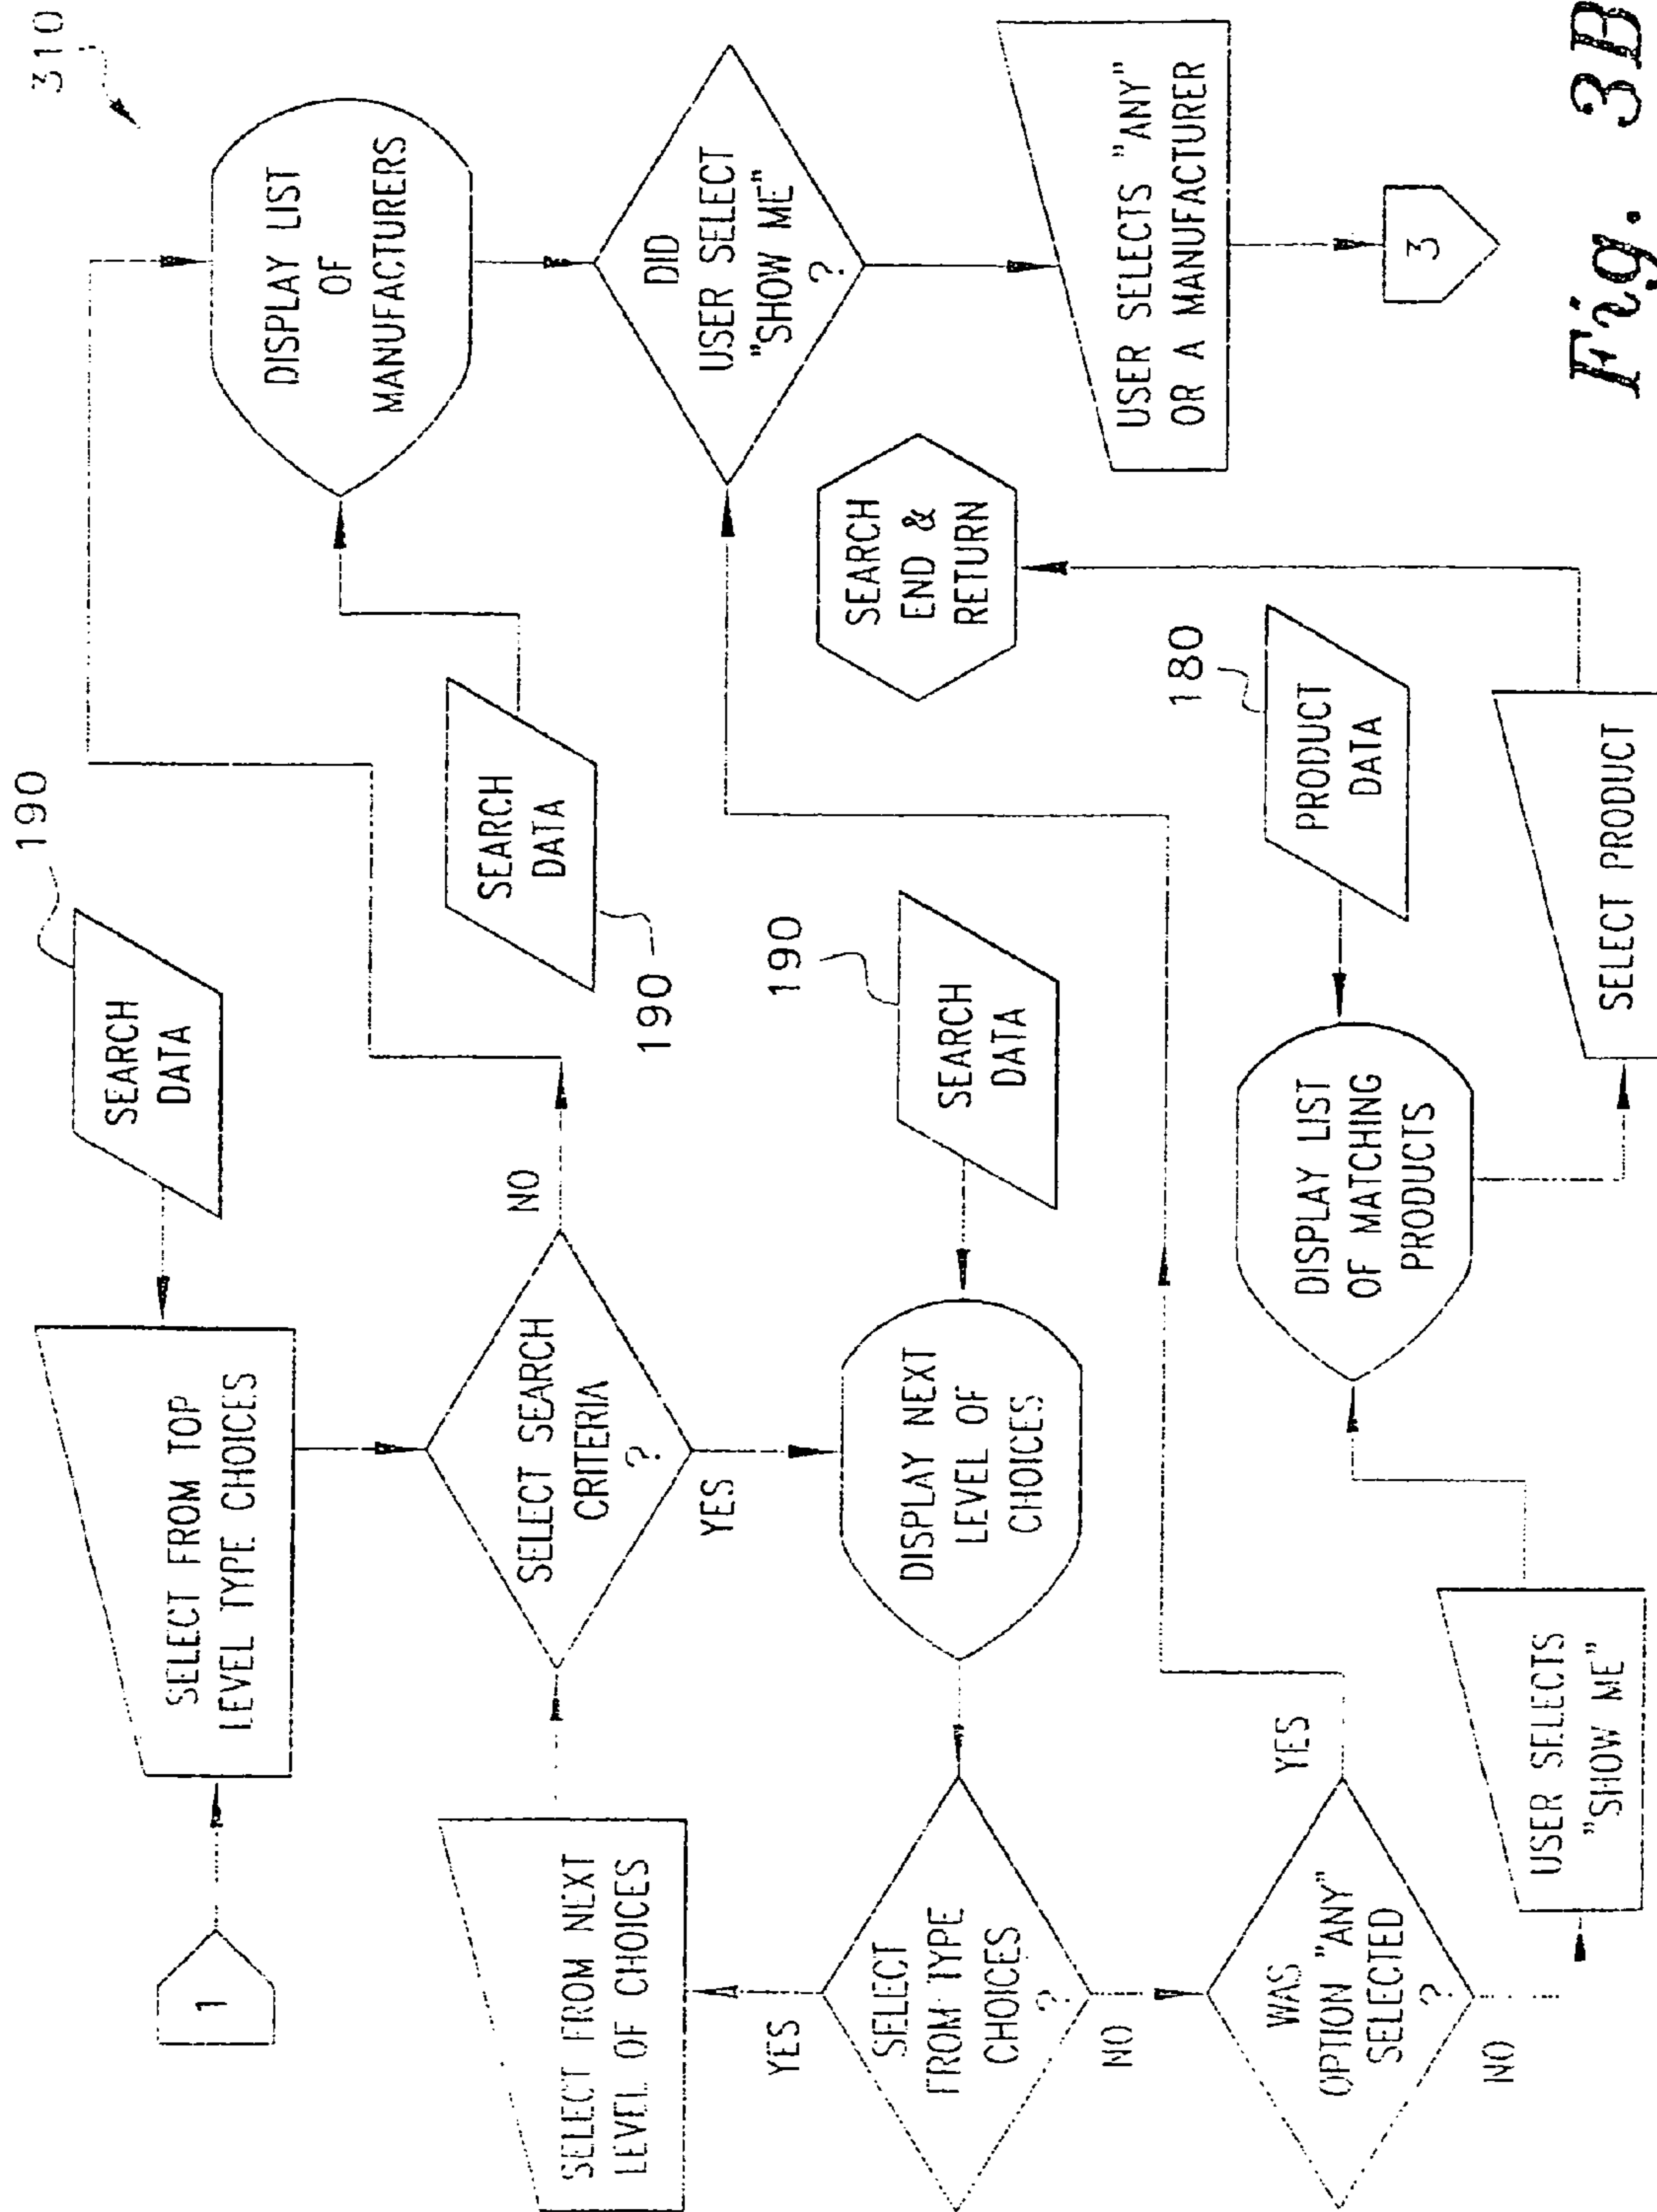 310
190
1
SELECT FROM TOP
LEVEL TYPE CHOICES
SEARCH
DATA
DISPLAY LIST
OF
MANUFACTURERS
SELECT FROM NEXT
LEVEL OF CHOICES
SELECT SEARCH
CRITERIA
?
NO
YES
SEARCH
DATA
190
DID
USER SELECT
"SHOW ME"
?
SELECT
FROM TYPE
CHOICES
?
YES
NO
DISPLAY NEXT
LEVEL OF
CHOICES
SEARCH
DATA
190
SEARCH
END &
RETURN
USER SELECTS "ANY"
OR A MANUFACTURER
WAS
OPTION "ANY"
SELECTED
?
YES
NO
DISPLAY LIST
OF MATCHING
PRODUCTS
PRODUCT
DATA
180
3
USER SELECTS
"SHOW ME"
SELECT PRODUCT
Fig. 3B